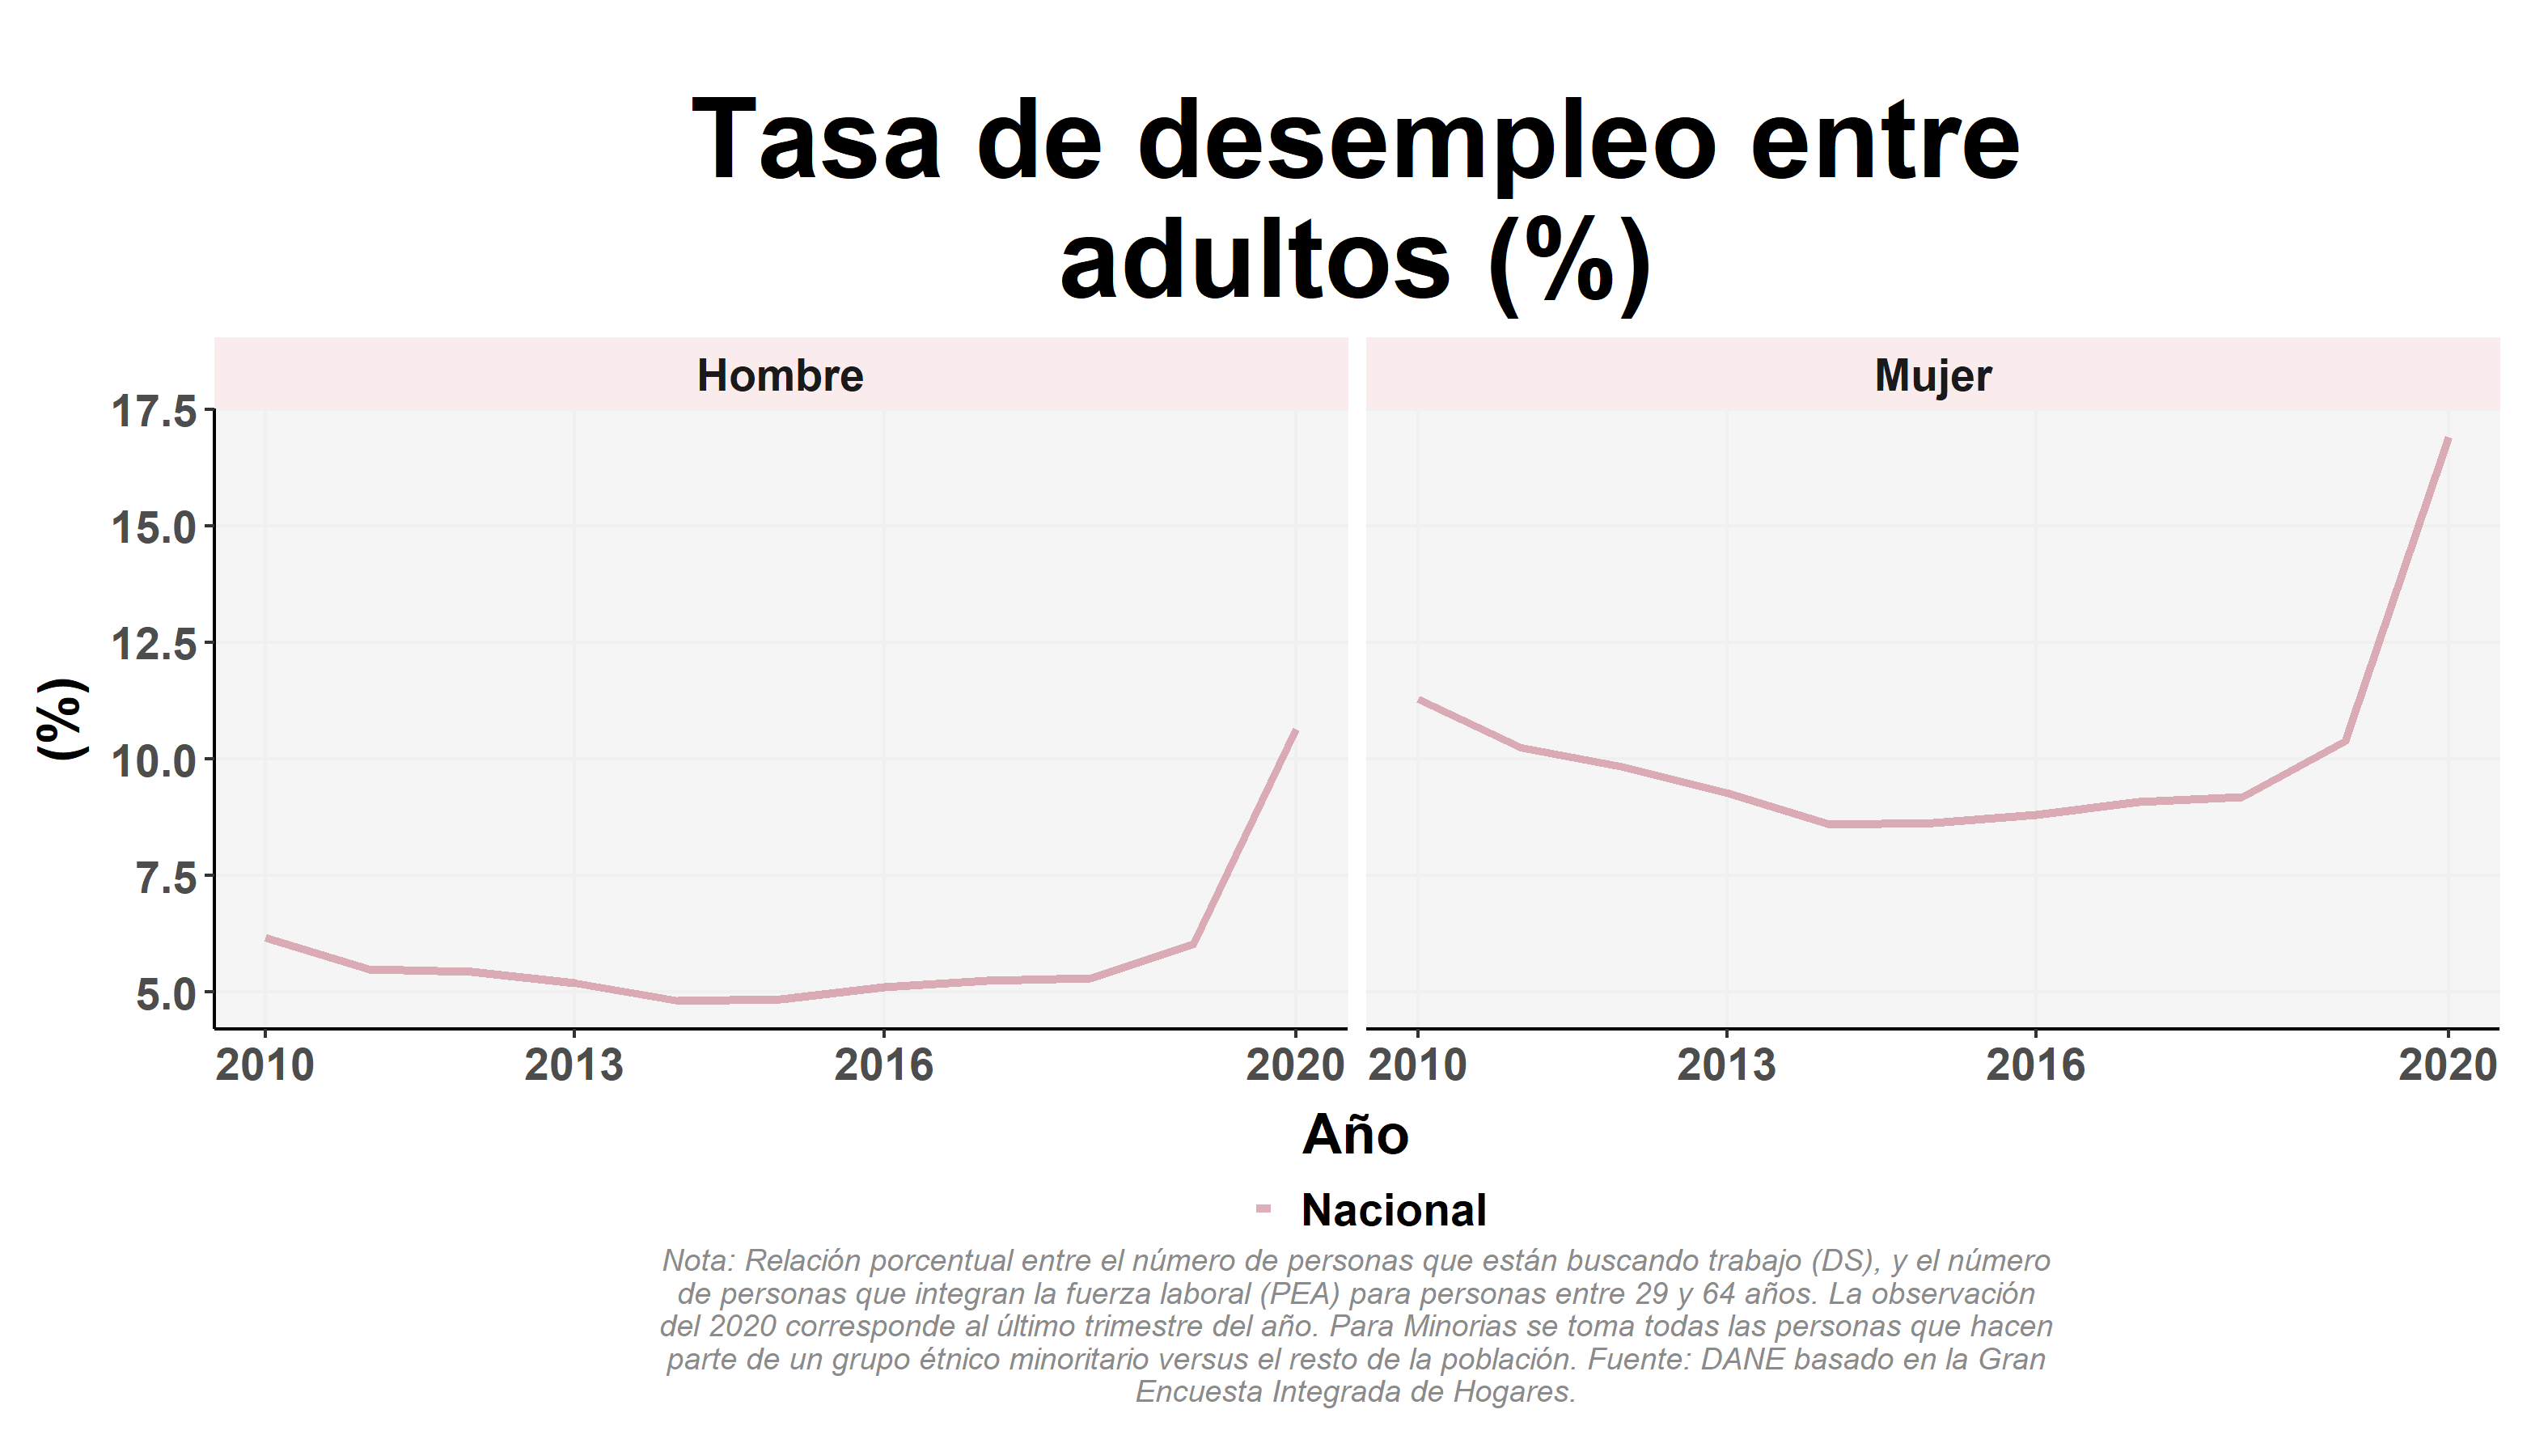 Tasa de desempleo entre
adultos (%)
Hombre
Mujer
17.5
15.0
12.5
10.0
7.5
5.0
(%)
2010 2013 2016 2020
2010 2013 2016 2020
Año
Nacional
Nota: Relación porcentual entre el número de personas que están buscando trabajo (DS), y el número
de personas que integran la fuerza laboral (PEA) para personas entre 29 y 64 años. La observación
del 2020 corresponde al último trimestre del año. Para Minorias se toma todas las personas que hacen
parte de un grupo étnico minoritario versus el resto de la población. Fuente: DANE basado en la Gran
Encuesta Integrada de Hogares.